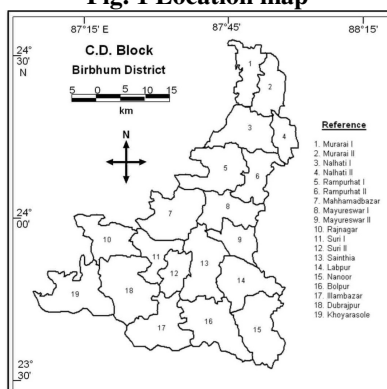 Fig. 1 Location map
87°15' E
87°45'
88°15'
24°
30'
N
C.D. Block
Birbhum District
5 0 5 10 15
km
N
24°
00'
23°
30'
1
2
3
4
5
6
7
8
9
10
11
12
13
14
15
16
17
18
19
Reference
1. Murarai I
2. Murarai II
3. Nalhati I
4. Nalhati II
5. Rampurhat I
6. Rampurhat II
7. Mahhamadbazar
8. Mayureswar I
9. Mayureswar II
10. Rajnagar
11. Suri I
12. Suri II
13. Sainthia
14. Labpur
15. Nanoor
16. Bolpur
17. Illambazar
18. Dubrajpur
19. Khoyarasole